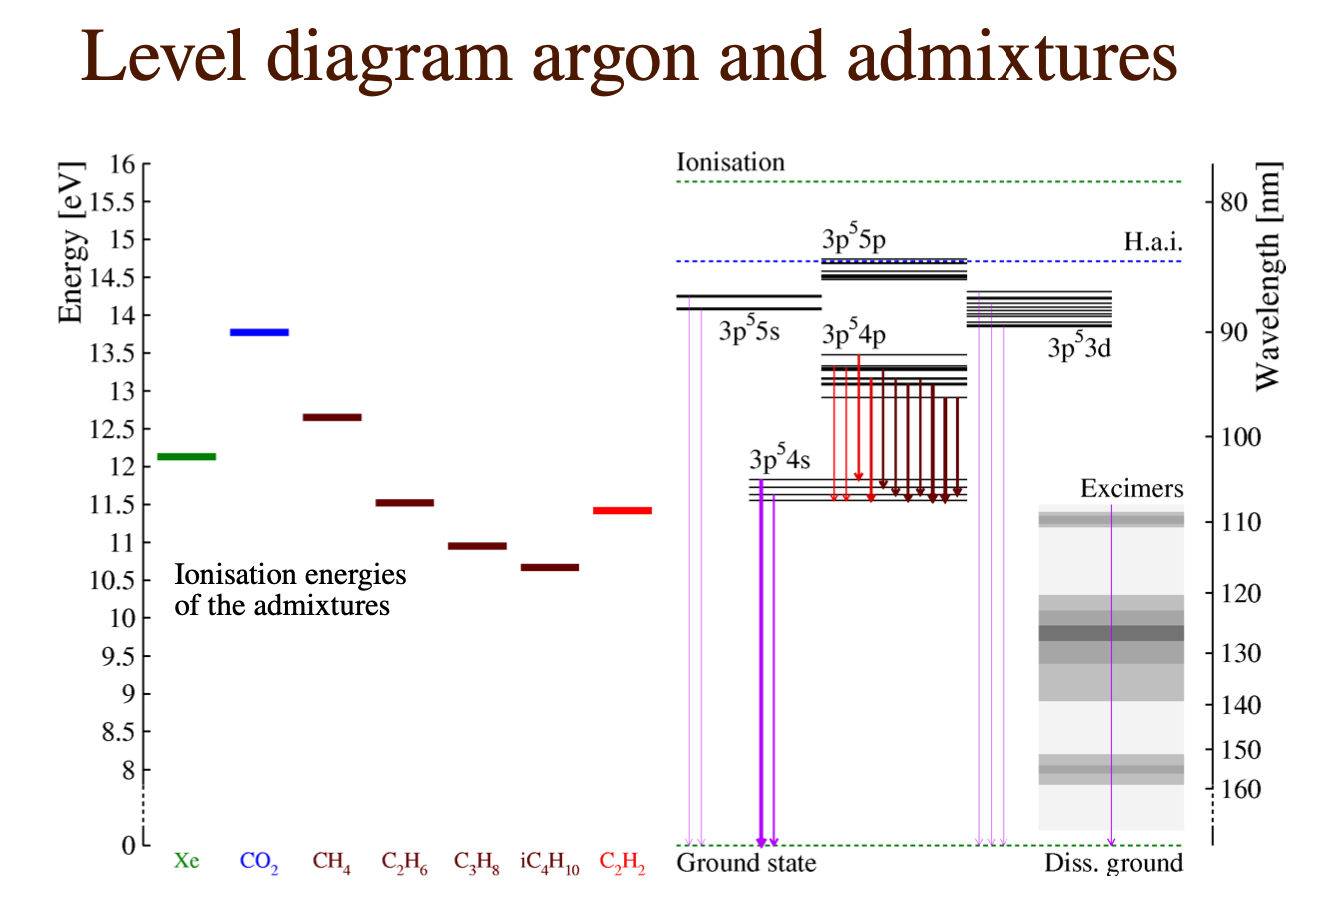 Level diagram argon and admixtures
Energy [eV]
16
15.5
15
14.5
14
13.5
13
12.5
12
11.5
11
10.5
10
9.5
9
8.5
8
0
Ionisation energies
of the admixtures
Xe CO₂ CH₄ C₂H₆ C₃H₈ iC₄H₁₀ C₂H₂
Ionisation
3p⁵5p
H.a.i.
3p⁵5s
3p⁵4p
3p⁵3d
3p⁵4s
Excimers
Ground state
Diss. ground
Wavelength [nm]
80
90
100
110
120
130
140
150
160